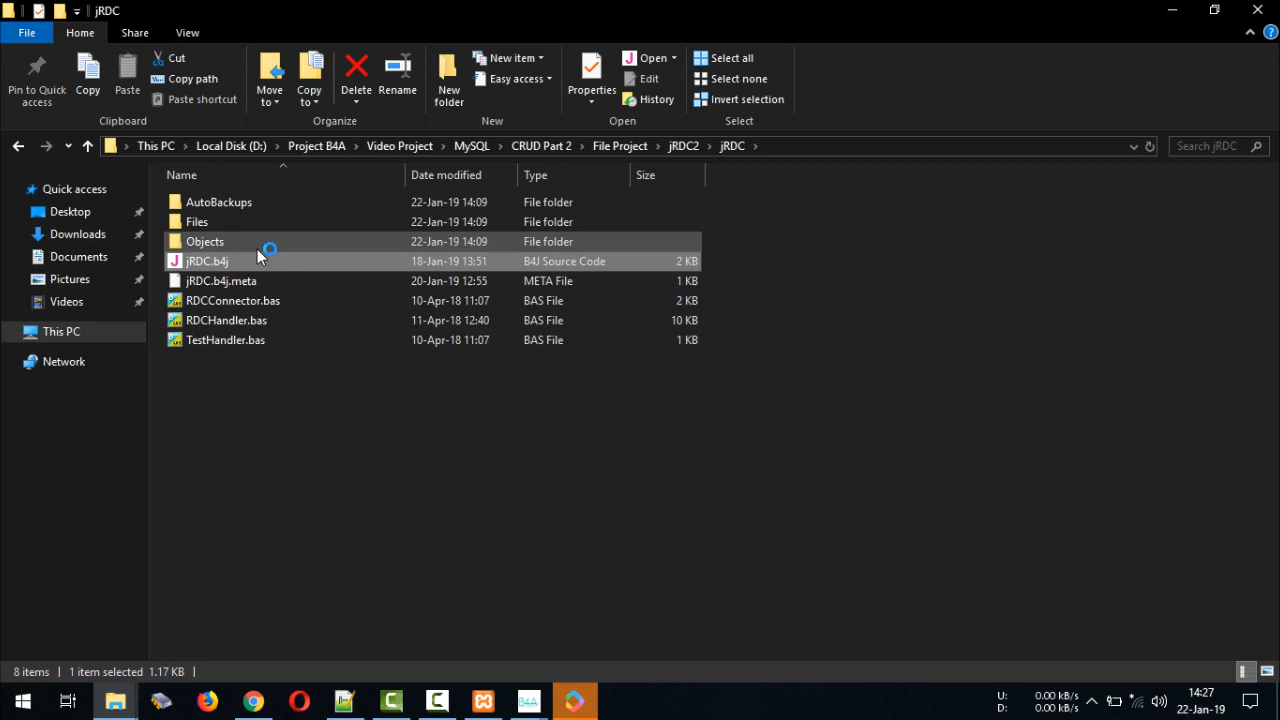 jRDC
File Home Share View
Pin to Quick access
Copy
Paste
Cut
Copy path
Paste shortcut
Clipboard
Move to
Copy to
Delete
Rename
Organize
New folder
New item
Easy access
New
Properties
Open
Edit
History
Open
Select all
Select none
Invert selection
Select
This PC Local Disk (D:) Project B4A Video Project MySQL CRUD Part 2 File Project jRDC2 jRDC
Search jRDC
Quick access
Desktop
Downloads
Documents
Pictures
Videos
This PC
Network
Name Date modified Type Size
AutoBackups 22-Jan-19 14:09 File folder
Files 22-Jan-19 14:09 File folder
Objects 22-Jan-19 14:09 File folder
J jRDC.b4j 18-Jan-19 13:51 B4J Source Code 2 KB
jRDC.b4j.meta 20-Jan-19 12:55 META File 1 KB
RDCConnector.bas 10-Apr-18 11:07 BAS File 2 KB
RDCHandler.bas 11-Apr-18 12:40 BAS File 10 KB
TestHandler.bas 10-Apr-18 11:07 BAS File 1 KB
8 items 1 item selected 1.17 KB
B4A
U: 0.00 kB/s 0.00 kB/s
D: 0.00 kB/s 0.00 kB/s
14:27
22-Jan-19